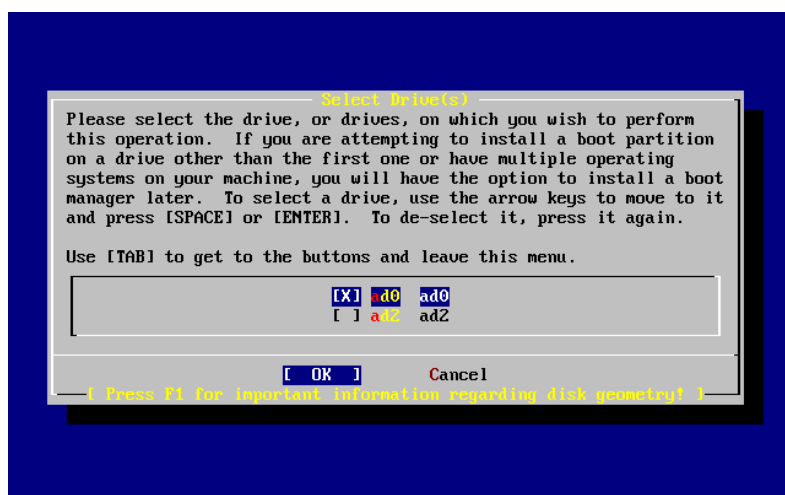 Select Drive(s)
Please select the drive, or drives, on which you wish to perform
this operation.  If you are attempting to install a boot partition
on a drive other than the first one or have multiple operating
systems on your machine, you will have the option to install a boot
manager later.  To select a drive, use the arrow keys to move to it
and press [SPACE] or [ENTER].  To de-select it, press it again.
Use [TAB] to get to the buttons and leave this menu.
[X] ad0 ad0
[ ] ad2 ad2
[ OK ] Cancel
[ Press F1 for important information regarding disk geometry! ]